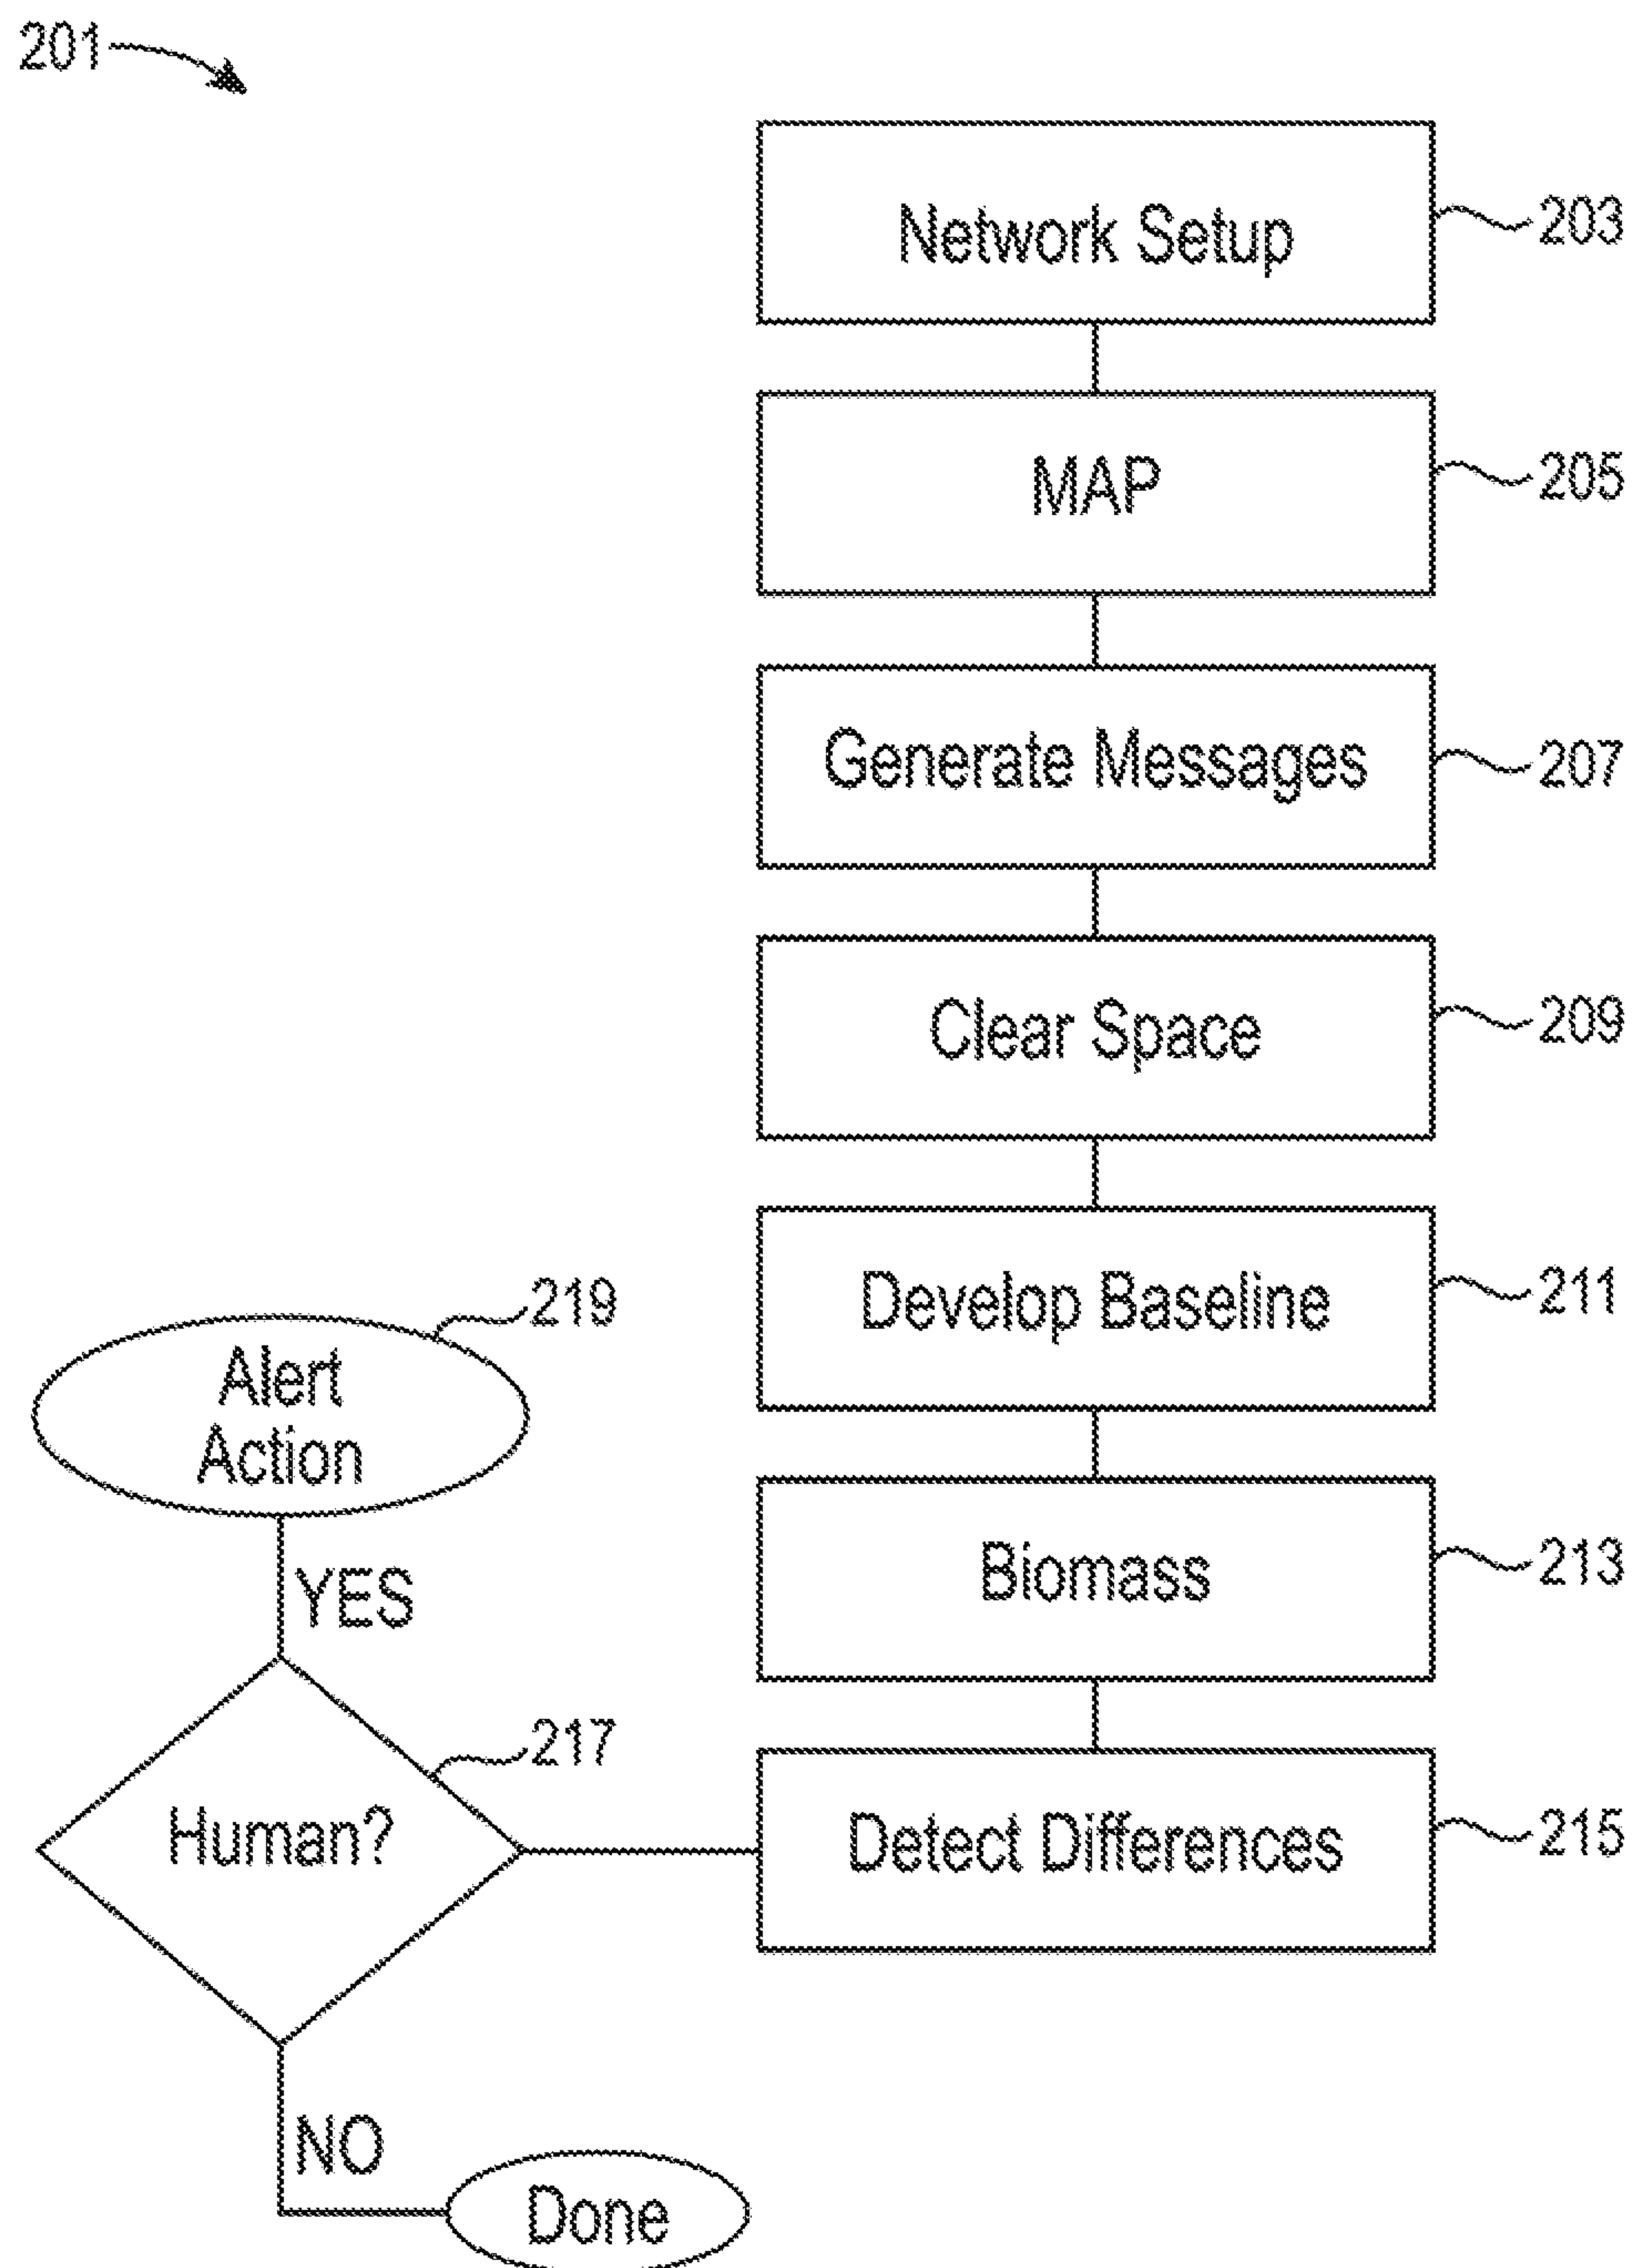 201
Network Setup
203
MAP
205
Generate Messages
207
Clear Space
209
Develop Baseline
211
Biomass
213
Detect Differences
215
Human?
217
YES
Alert
Action
219
NO
Done